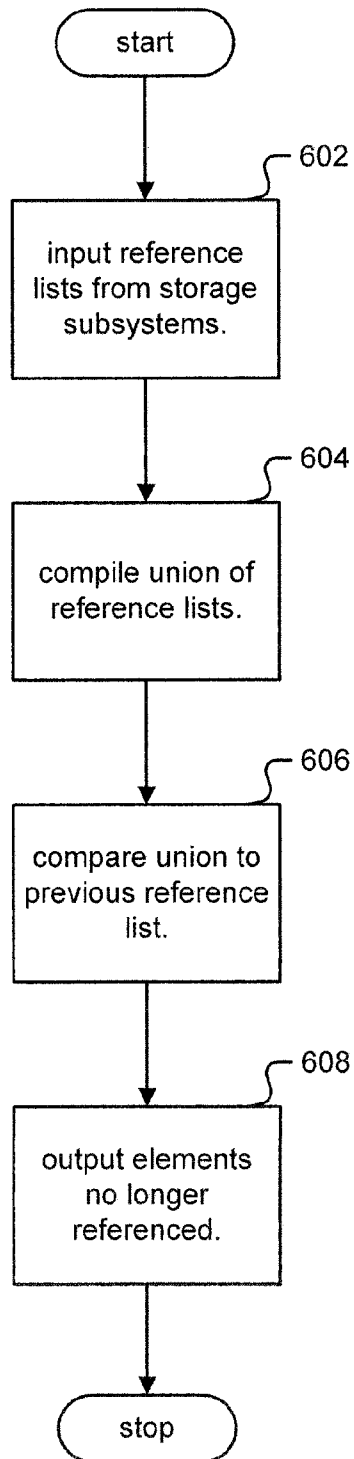 start
602
input reference
lists from storage
subsystems.
604
compile union of
reference lists.
606
compare union to
previous reference
list.
608
output elements
no longer
referenced.
stop